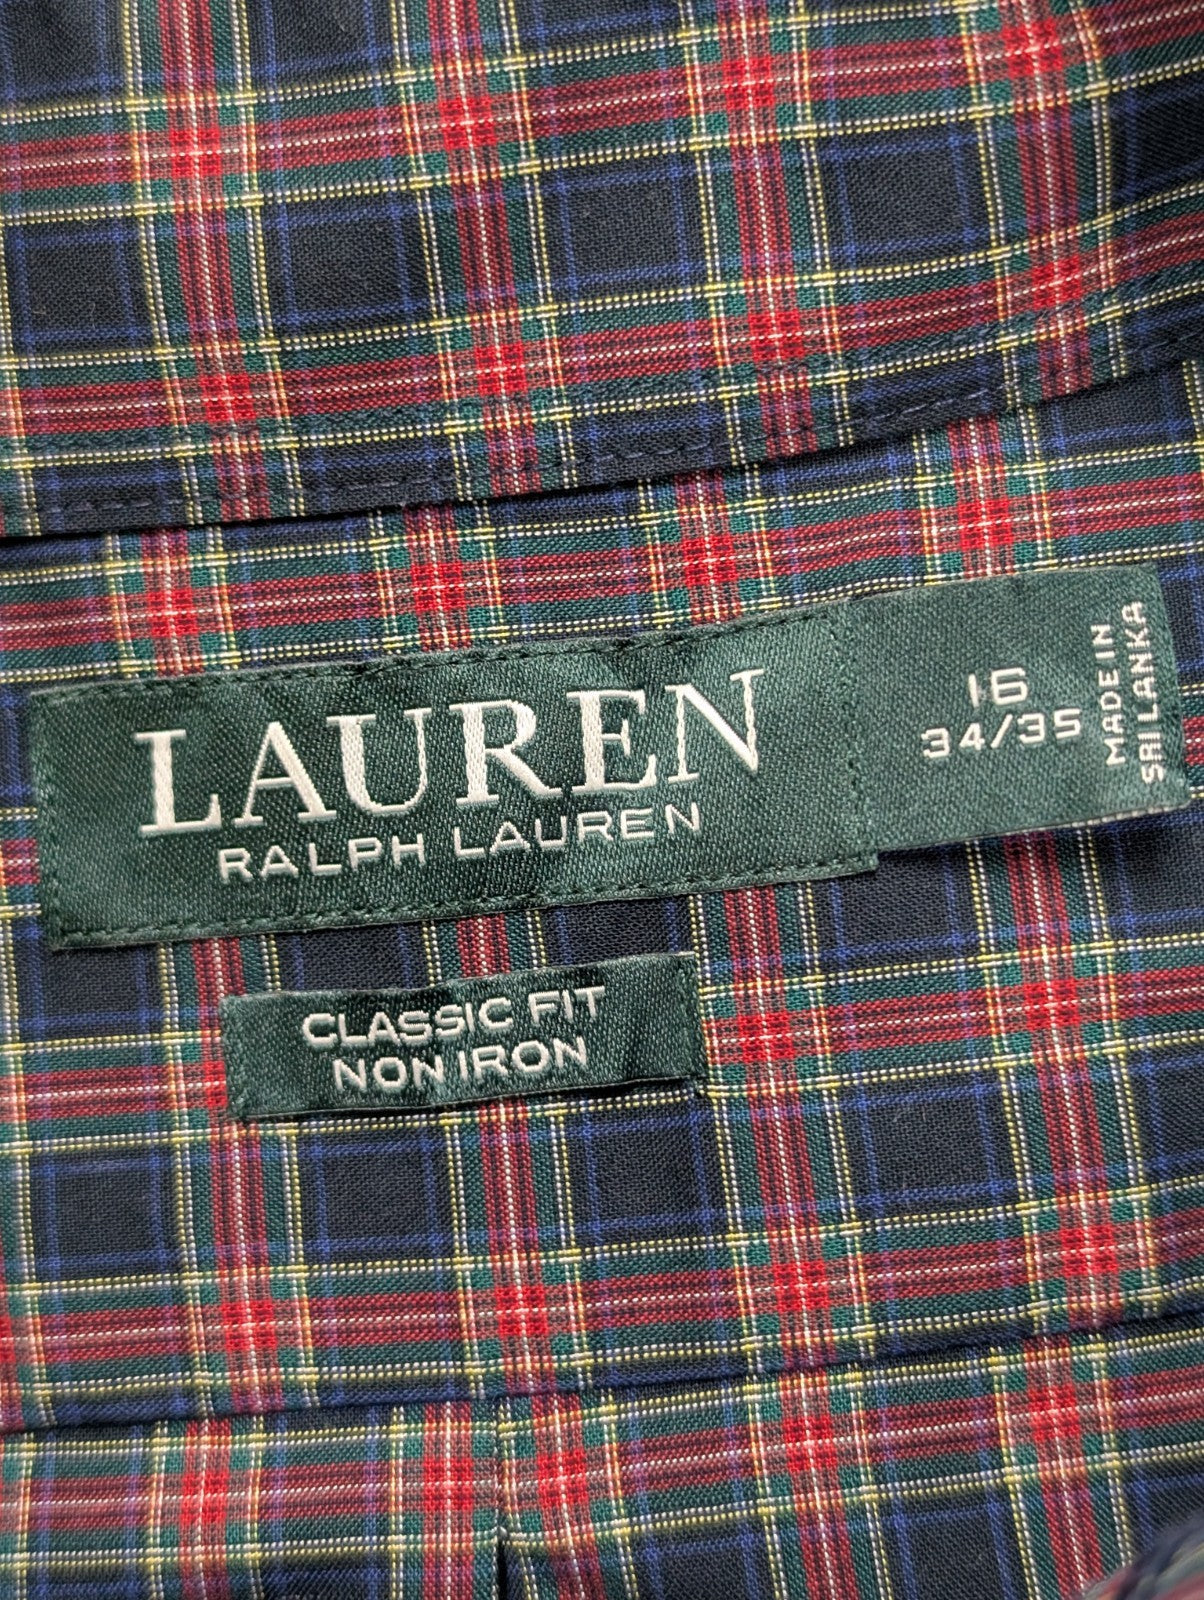 LAUREN
RALPH LAUREN
16
34/35
MADE IN
SRI LANKA
CLASSIC FIT
NON IRON